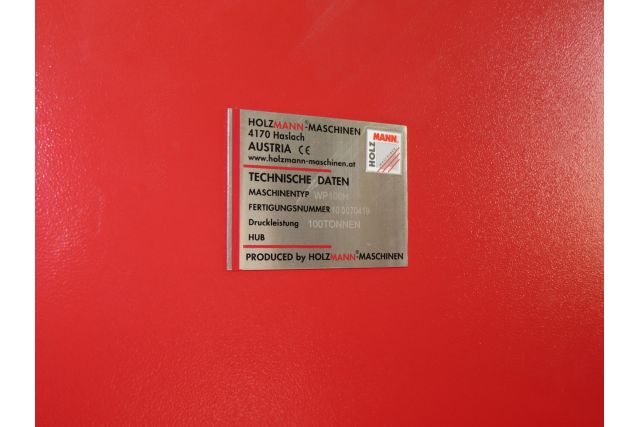 HOLZMANN®-MASCHINEN
4170 Haslach
AUSTRIA CE
www.holzmann-maschinen.at
HOLZ MANN
TECHNISCHE DATEN
MASCHINENTYP WP100H
FERTIGUNGSNUMMER
Druckleistung 100TONNEN
HUB
PRODUCED by HOLZMANN®-MASCHINEN